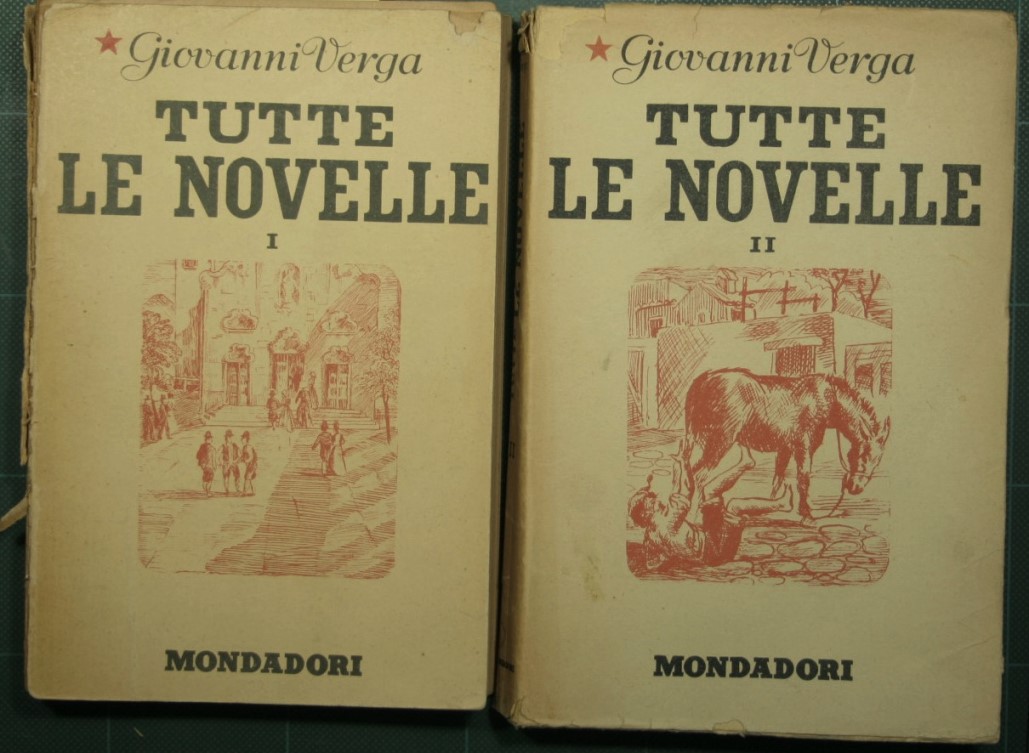 Giovanni Verga
TUTTE
LE NOVELLE
I
MONDADORI
Giovanni Verga
TUTTE
LE NOVELLE
II
MONDADORI